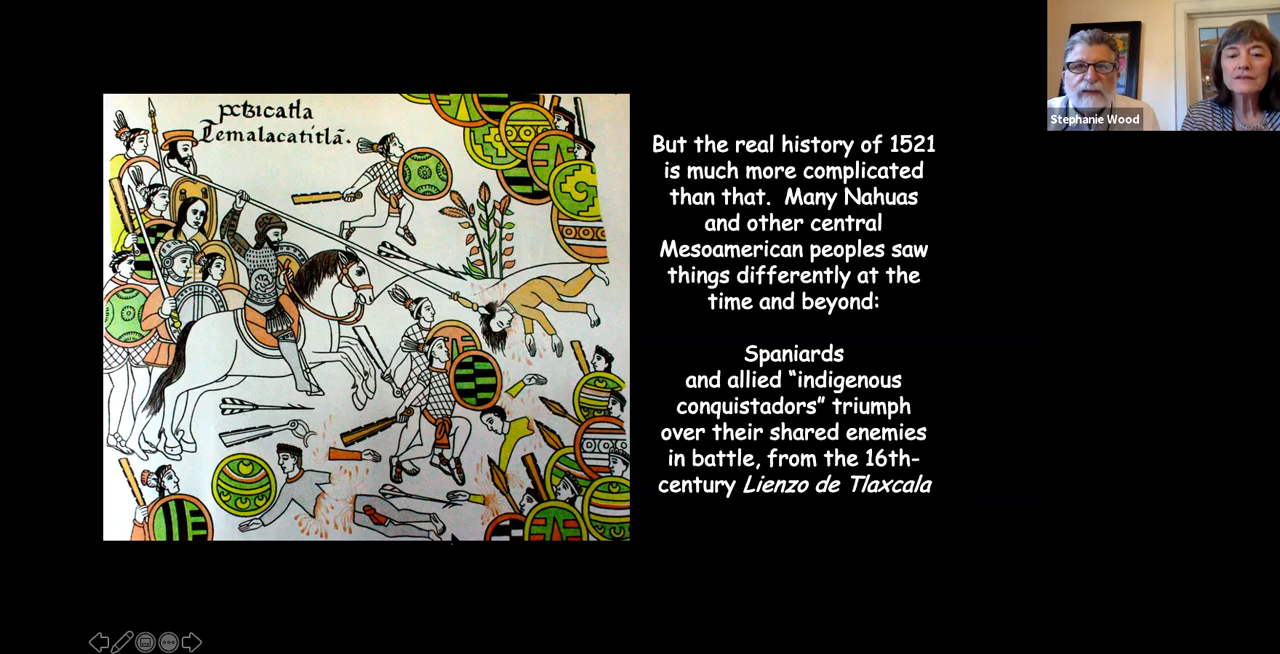 pctzicatla
Temalacatitlā.
But the real history of 1521
is much more complicated
than that. Many Nahuas
and other central
Mesoamerican peoples saw
things differently at the
time and beyond:
Spaniards
and allied “indigenous
conquistadors” triumph
over their shared enemies
in battle, from the 16th-
century Lienzo de Tlaxcala
Stephanie Wood